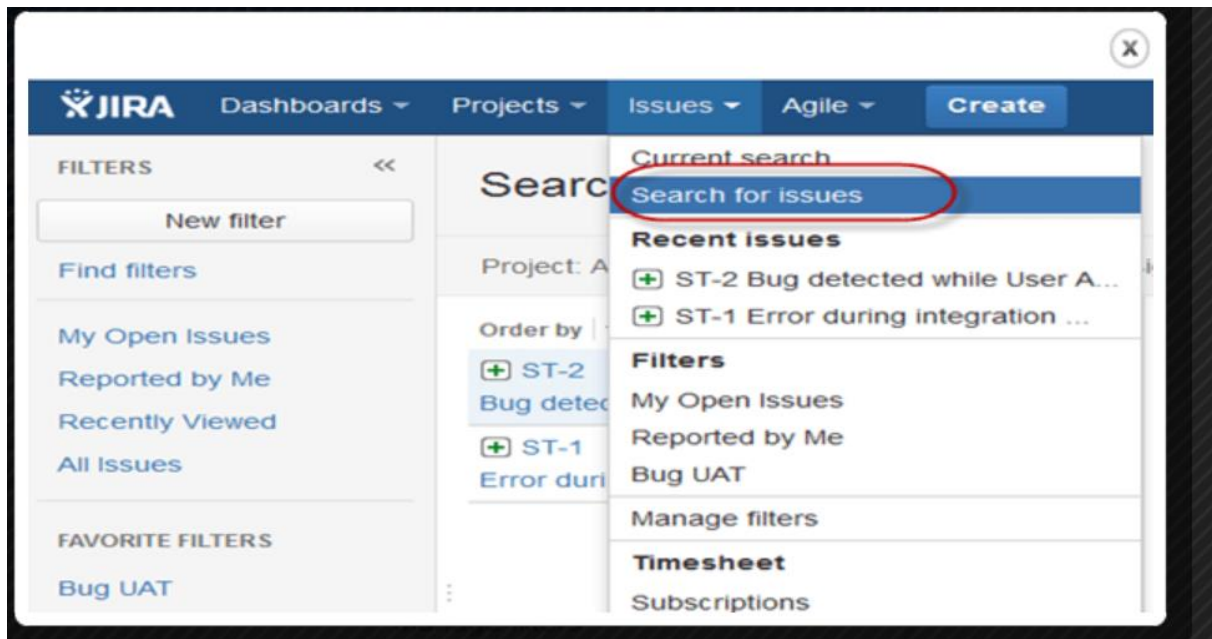 X
JIRA Dashboards Projects Issues Agile Create
FILTERS
New filter
Find filters
My Open Issues
Reported by Me
Recently Viewed
All Issues
FAVORITE FILTERS
Bug UAT
Searc
Project: A
Order by
ST-2
Bug detec
ST-1
Error duri
Current search
Search for issues
Recent issues
ST-2 Bug detected while User A...
ST-1 Error during integration ...
Filters
My Open Issues
Reported by Me
Bug UAT
Manage filters
Timesheet
Subscriptions